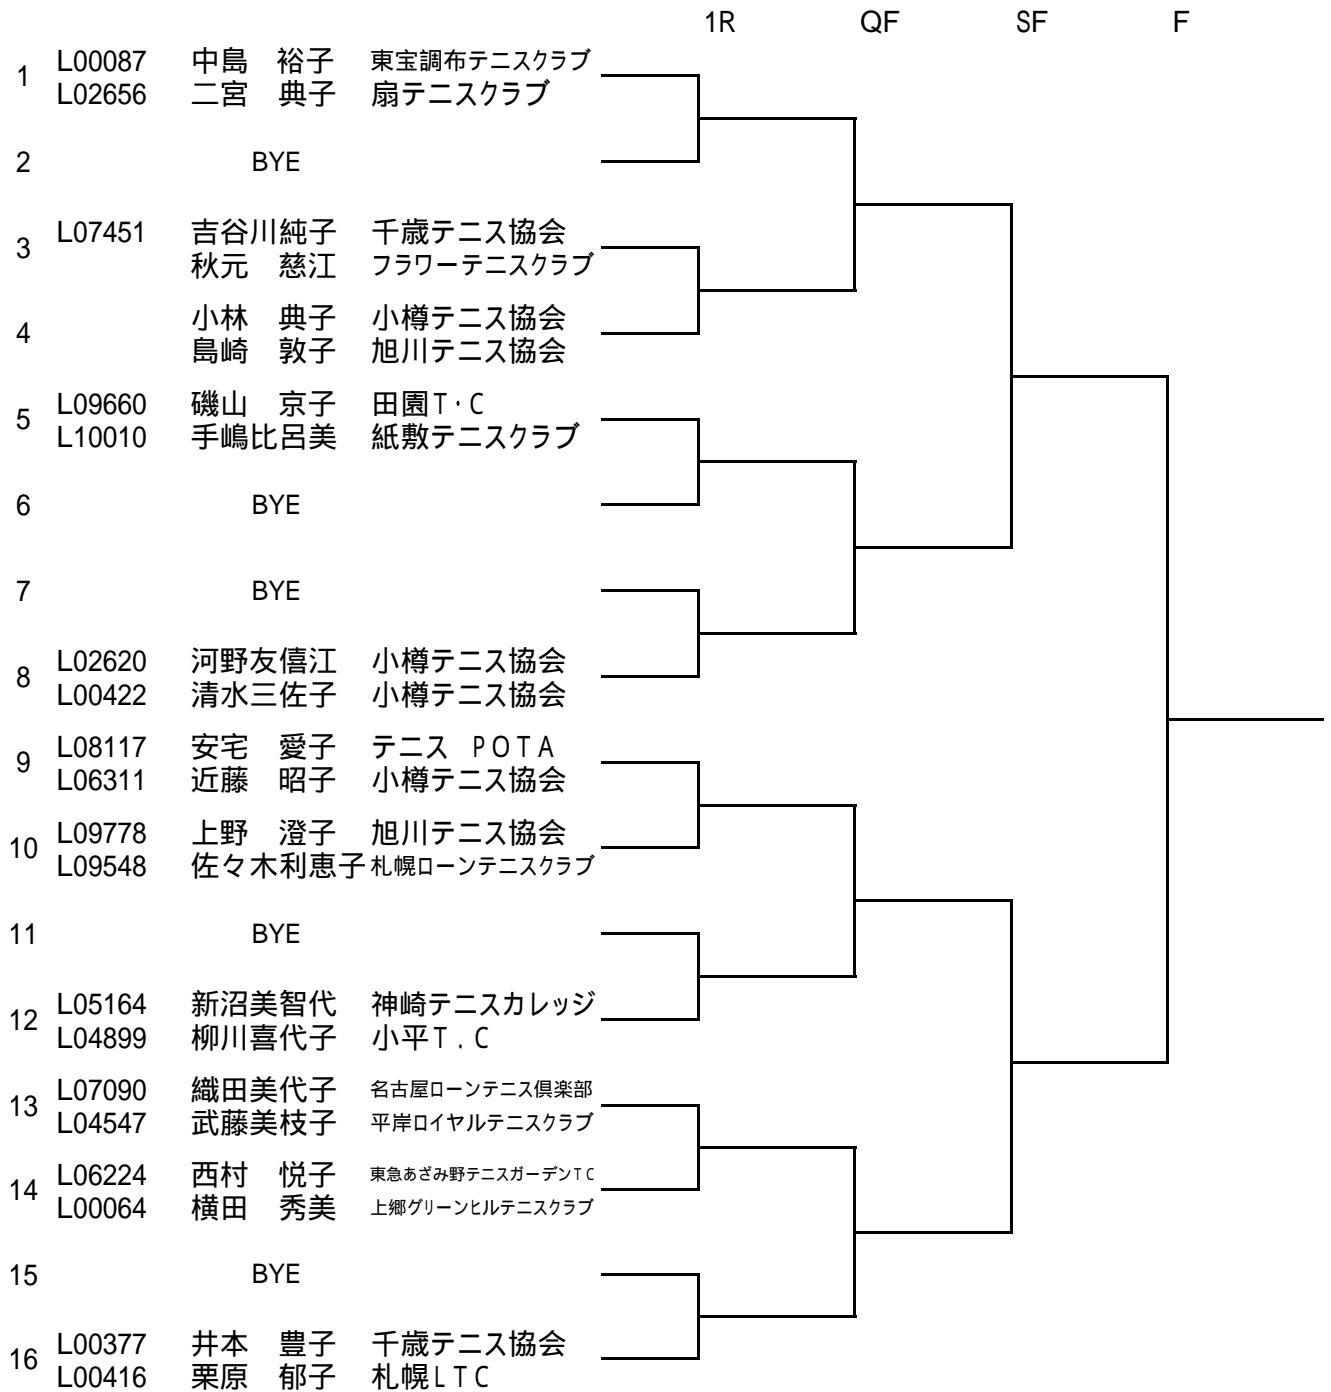 1R QF SF F
1 L00087 中島　裕子 東宝調布テニスクラブ
L02656 二宮　典子 扇テニスクラブ
2 BYE
3 L07451 吉谷川純子 千歳テニス協会
秋元　慈江 フラワーテニスクラブ
4 小林　典子 小樽テニス協会
島崎　敦子 旭川テニス協会
5 L09660 磯山　京子 田園T・C
L10010 手嶋比呂美 紙敷テニスクラブ
6 BYE
7 BYE
8 L02620 河野友僖江 小樽テニス協会
L00422 清水三佐子 小樽テニス協会
9 L08117 安宅　愛子 テニス POTA
L06311 近藤　昭子 小樽テニス協会
10 L09778 上野　澄子 旭川テニス協会
L09548 佐々木利恵子 札幌ローンテニスクラブ
11 BYE
12 L05164 新沼美智代 神崎テニスカレッジ
L04899 柳川喜代子 小平T.C
13 L07090 織田美代子 名古屋ローンテニス倶楽部
L04547 武藤美枝子 平岸ロイヤルテニスクラブ
14 L06224 西村　悦子 東急あざみ野テニスガーデンTC
L00064 横田　秀美 上郷グリーンヒルテニスクラブ
15 BYE
16 L00377 井本　豊子 千歳テニス協会
L00416 栗原　郁子 札幌LTC